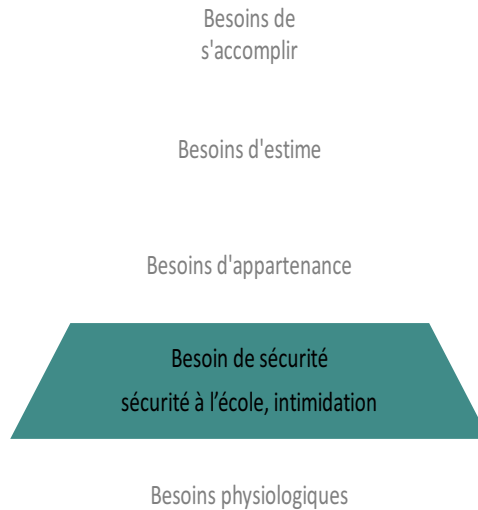 Besoins de
s'accomplir
Besoins d'estime
Besoins d'appartenance
Besoin de sécurité
sécurité à l’école, intimidation
Besoins physiologiques